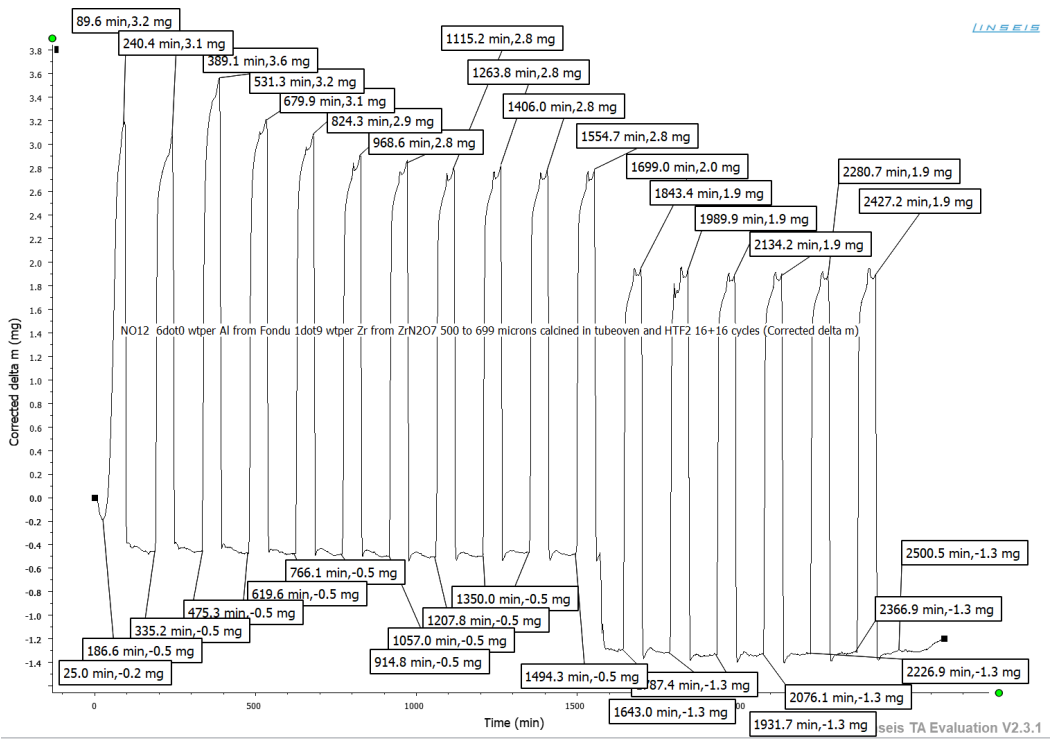 LINSEIS
89.6 min,3.2 mg
240.4 min,3.1 mg
389.1 min,3.6 mg
531.3 min,3.2 mg
679.9 min,3.1 mg
824.3 min,2.9 mg
968.6 min,2.8 mg
1115.2 min,2.8 mg
1263.8 min,2.8 mg
1406.0 min,2.8 mg
1554.7 min,2.8 mg
1699.0 min,2.0 mg
1843.4 min,1.9 mg
1989.9 min,1.9 mg
2134.2 min,1.9 mg
2280.7 min,1.9 mg
2427.2 min,1.9 mg
3.8
3.6
3.4
3.2
3.0
2.8
2.6
2.4
2.2
2.0
1.8
1.6
1.4
1.2
1.0
0.8
0.6
0.4
0.2
0.0
-0.2
-0.4
-0.6
-0.8
-1.0
-1.2
-1.4
Corrected delta m (mg)
NO12 6dot0 wtper Al from Fondu 1dot9 wtper Zr from ZrN2O7 500 to 699 microns calcined in tubeoven and HTF2 16+16 cycles (Corrected delta m)
766.1 min,-0.5 mg
619.6 min,-0.5 mg
475.3 min,-0.5 mg
335.2 min,-0.5 mg
186.6 min,-0.5 mg
25.0 min,-0.2 mg
1350.0 min,-0.5 mg
1207.8 min,-0.5 mg
1057.0 min,-0.5 mg
914.8 min,-0.5 mg
1494.3 min,-0.5 mg
787.4 min,-1.3 mg
1643.0 min,-1.3 mg
2500.5 min,-1.3 mg
2366.9 min,-1.3 mg
2226.9 min,-1.3 mg
2076.1 min,-1.3 mg
1931.7 min,-1.3 mg
0
500
1000
1500
Time (min)
seis TA Evaluation V2.3.1